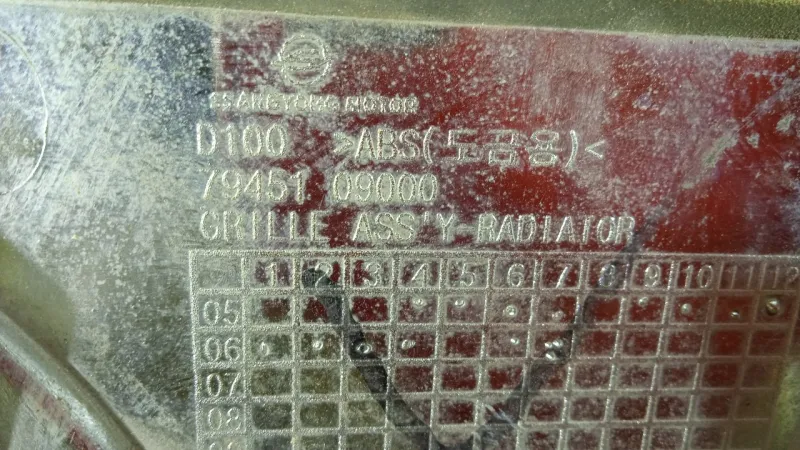 SSANGYONG MOTOR
D100 >ABS(도금용)<
79451 09000
GRILLE ASS'Y-RADIATOR
1 2 3 4 5 6 7 8 9 10 11 12
05
06
07
08